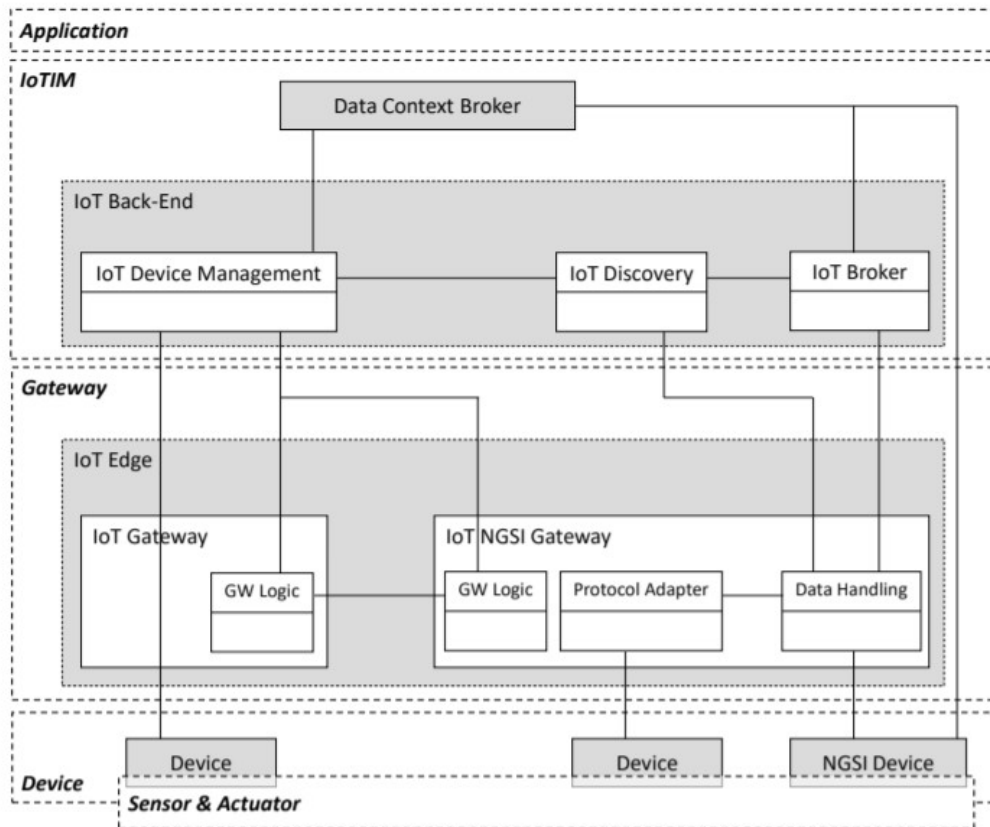 Application
IoTIM
Data Context Broker
IoT Back-End
IoT Device Management
IoT Discovery
IoT Broker
Gateway
IoT Edge
IoT Gateway
IoT NGSI Gateway
GW Logic
GW Logic
Protocol Adapter
Data Handling
Device
Device
NGSI Device
Device
Sensor & Actuator